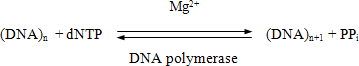 Mg²⁺
(DNA)ₙ + dNTP ⇌ (DNA)ₙ₊₁ + PPᵢ
DNA polymerase